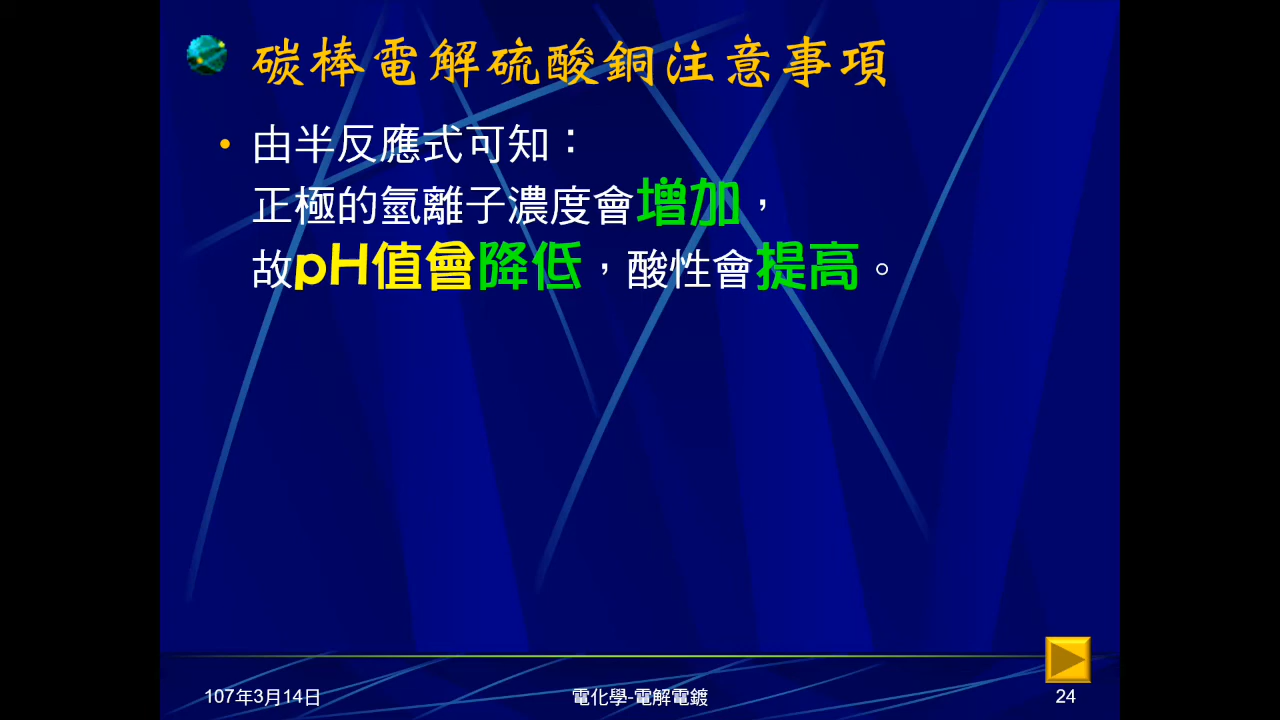 碳棒電解硫酸銅注意事項
•由半反應式可知：
正極的氫離子濃度會增加，
故pH值會降低，酸性會提高。
107年3月14日
電化學-電解電鍍
24